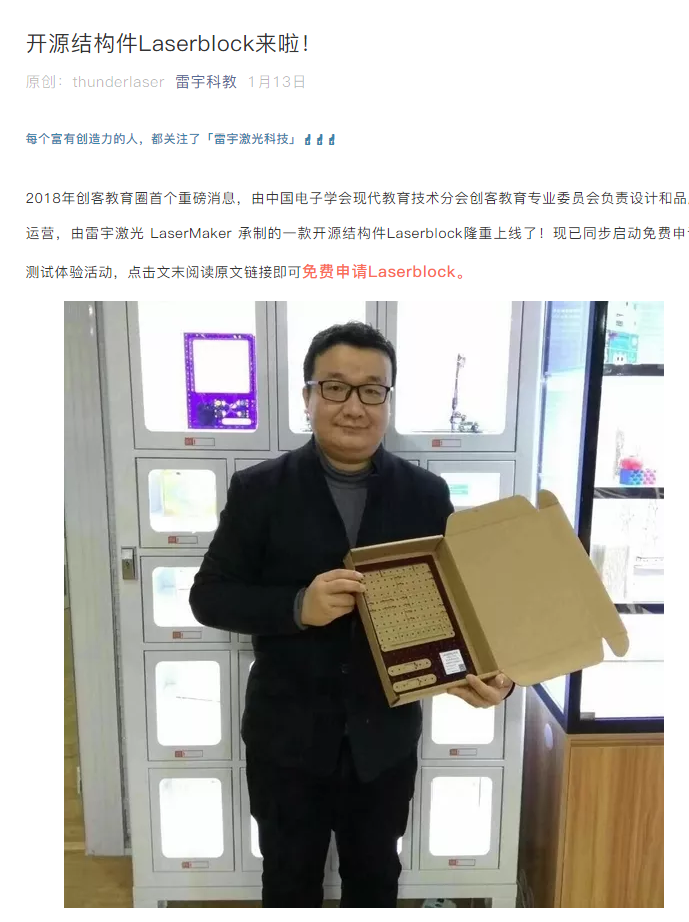 开源结构件Laserblock来啦！
原创：thunderlaser 雷宇科教 1月13日
每个富有创造力的人，都关注了「雷宇激光科技」
2018年创客教育圈首个重磅消息，由中国电子学会现代教育技术分会创客教育专业委员会负责设计和品
运营，由雷宇激光 LaserMaker 承制的一款开源结构件Laserblock隆重上线了！现已同步启动免费申
测试体验活动，点击文末阅读原文链接即可免费申请Laserblock。